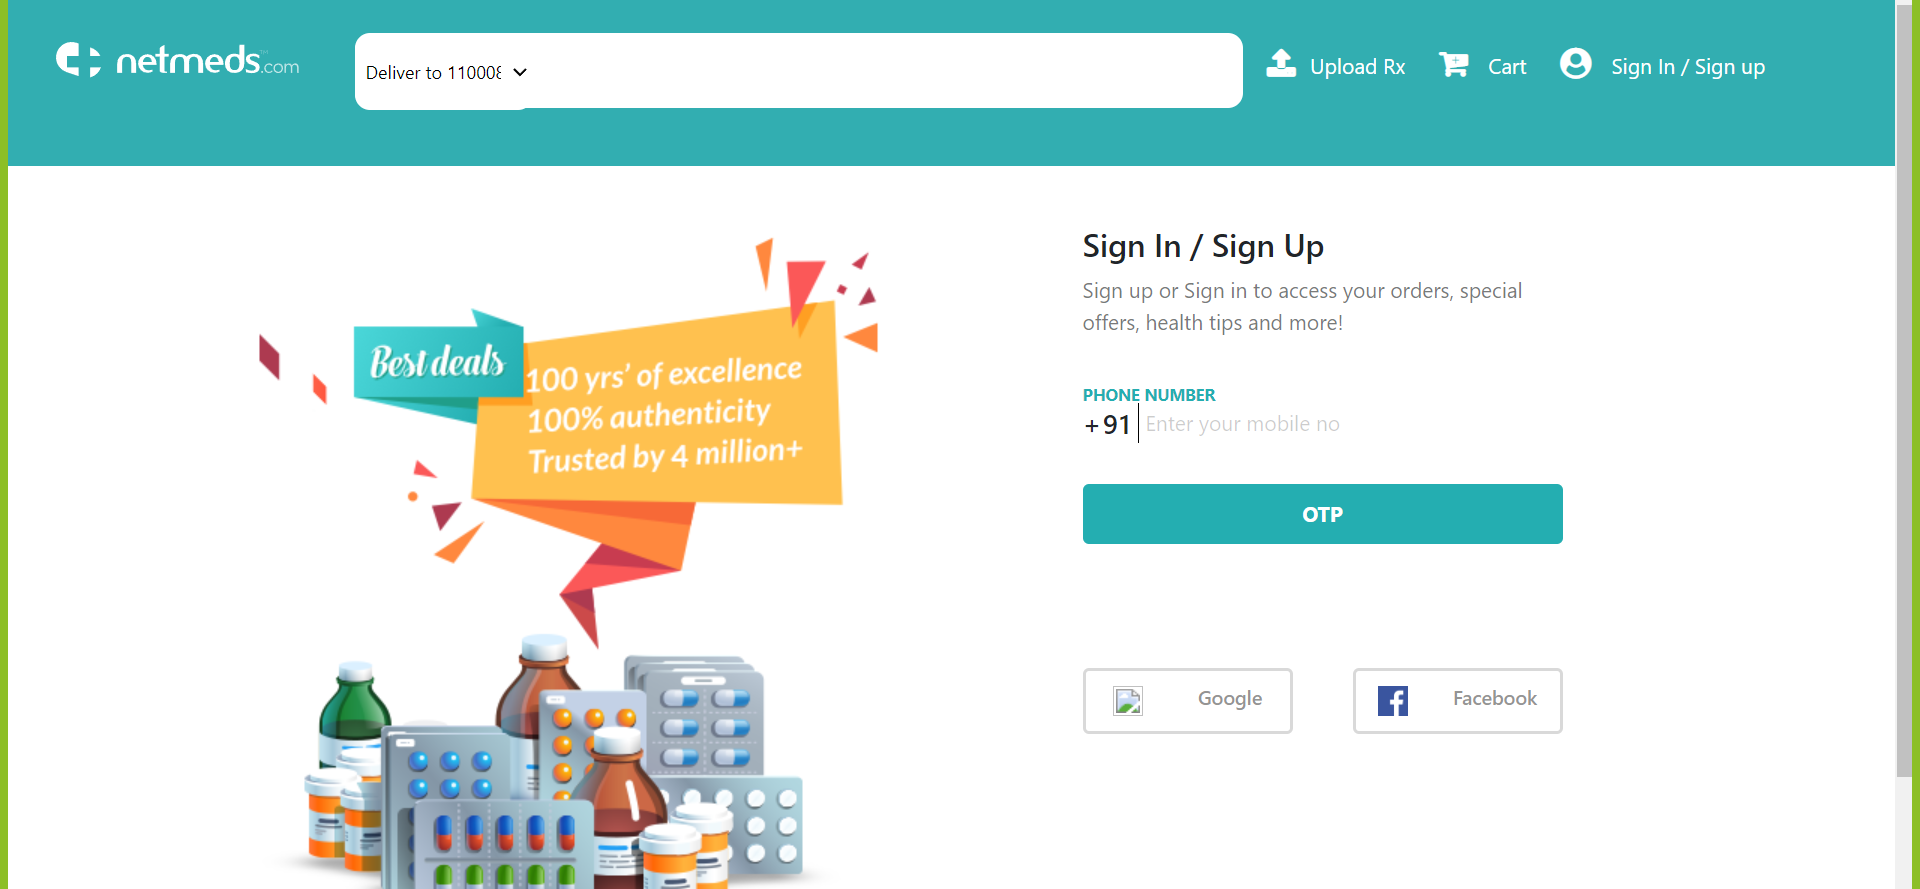 netmeds.com
Deliver to 110008
Upload Rx
Cart
Sign In / Sign up
Best deals
100 yrs' of excellence
100% authenticity
Trusted by 4 million+
Sign In / Sign Up
Sign up or Sign in to access your orders, special
offers, health tips and more!
PHONE NUMBER
+91 Enter your mobile no
OTP
Google
Facebook